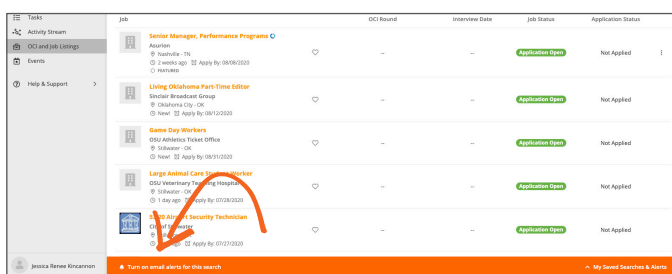 Tasks
Activity Stream
OCI and Job Listings
Events
Help & Support
Jessica Renee Kincannon
Job OCI Round Interview Date Job Status Application Status
Senior Manager, Performance Programs
Asurion
Nashville - TN
2 weeks ago Apply By: 08/08/2020
FEATURED
-- -- Application Open Not Applied
Living Oklahoma Part-Time Editor
Sinclair Broadcast Group
Oklahoma City - OK
New! Apply By: 08/12/2020
-- -- Application Open Not Applied
Game Day Workers
OSU Athletics Ticket Office
Stillwater - OK
New! Apply By: 08/31/2020
-- -- Application Open Not Applied
Large Animal Care Student Worker
OSU Veterinary Teaching Hospital
Stillwater - OK
1 day ago Apply By: 07/28/2020
-- -- Application Open Not Applied
Airport Security Technician
City of Stillwater
ago Apply By: 07/27/2020
-- -- Application Open Not Applied
Turn on email alerts for this search
My Saved Searches & Alerts